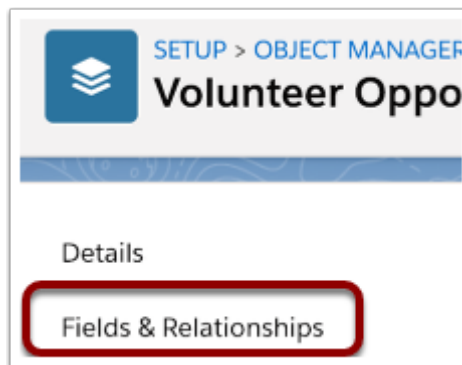 SETUP > OBJECT MANAGER
Volunteer Oppo
Details
Fields & Relationships